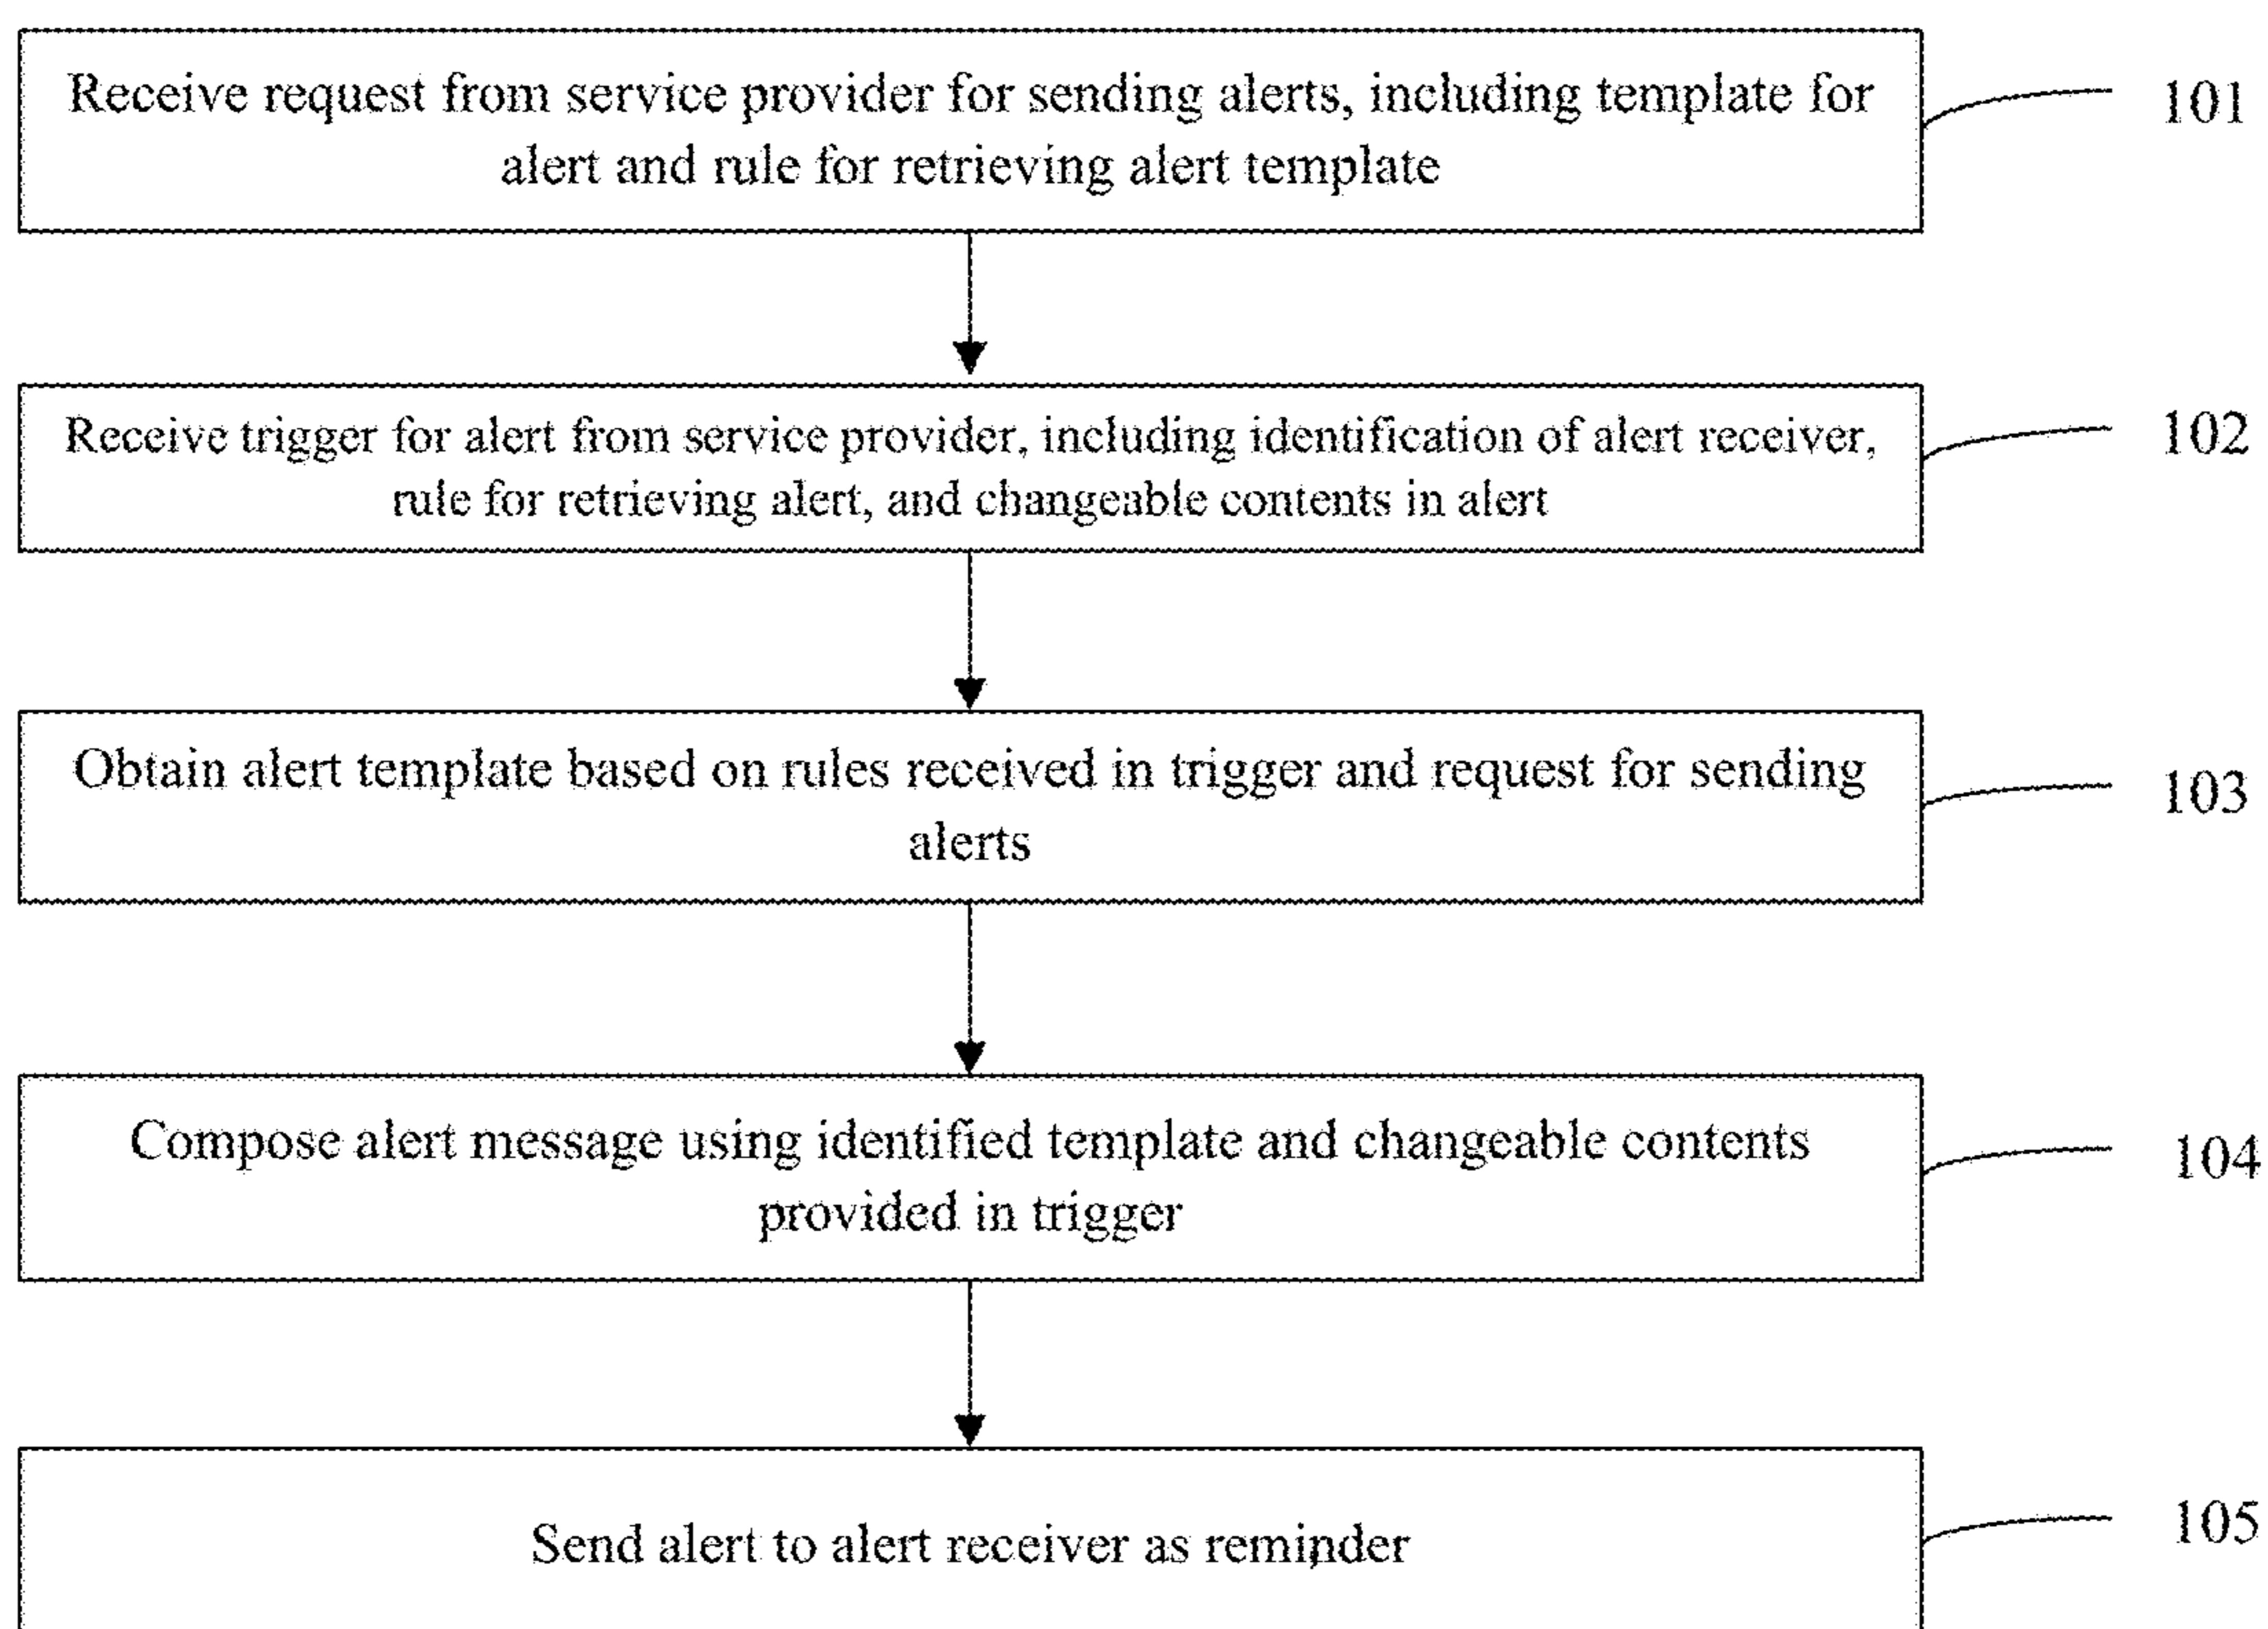 Receive request from service provider for sending alerts, including template for
alert and rule for retrieving alert template
101
Receive trigger for alert from service provider, including identification of alert receiver,
rule for retrieving alert, and changeable contents in alert
102
Obtain alert template based on rules received in trigger and request for sending
alerts
103
Compose alert message using identified template and changeable contents
provided in trigger
104
Send alert to alert receiver as reminder
105